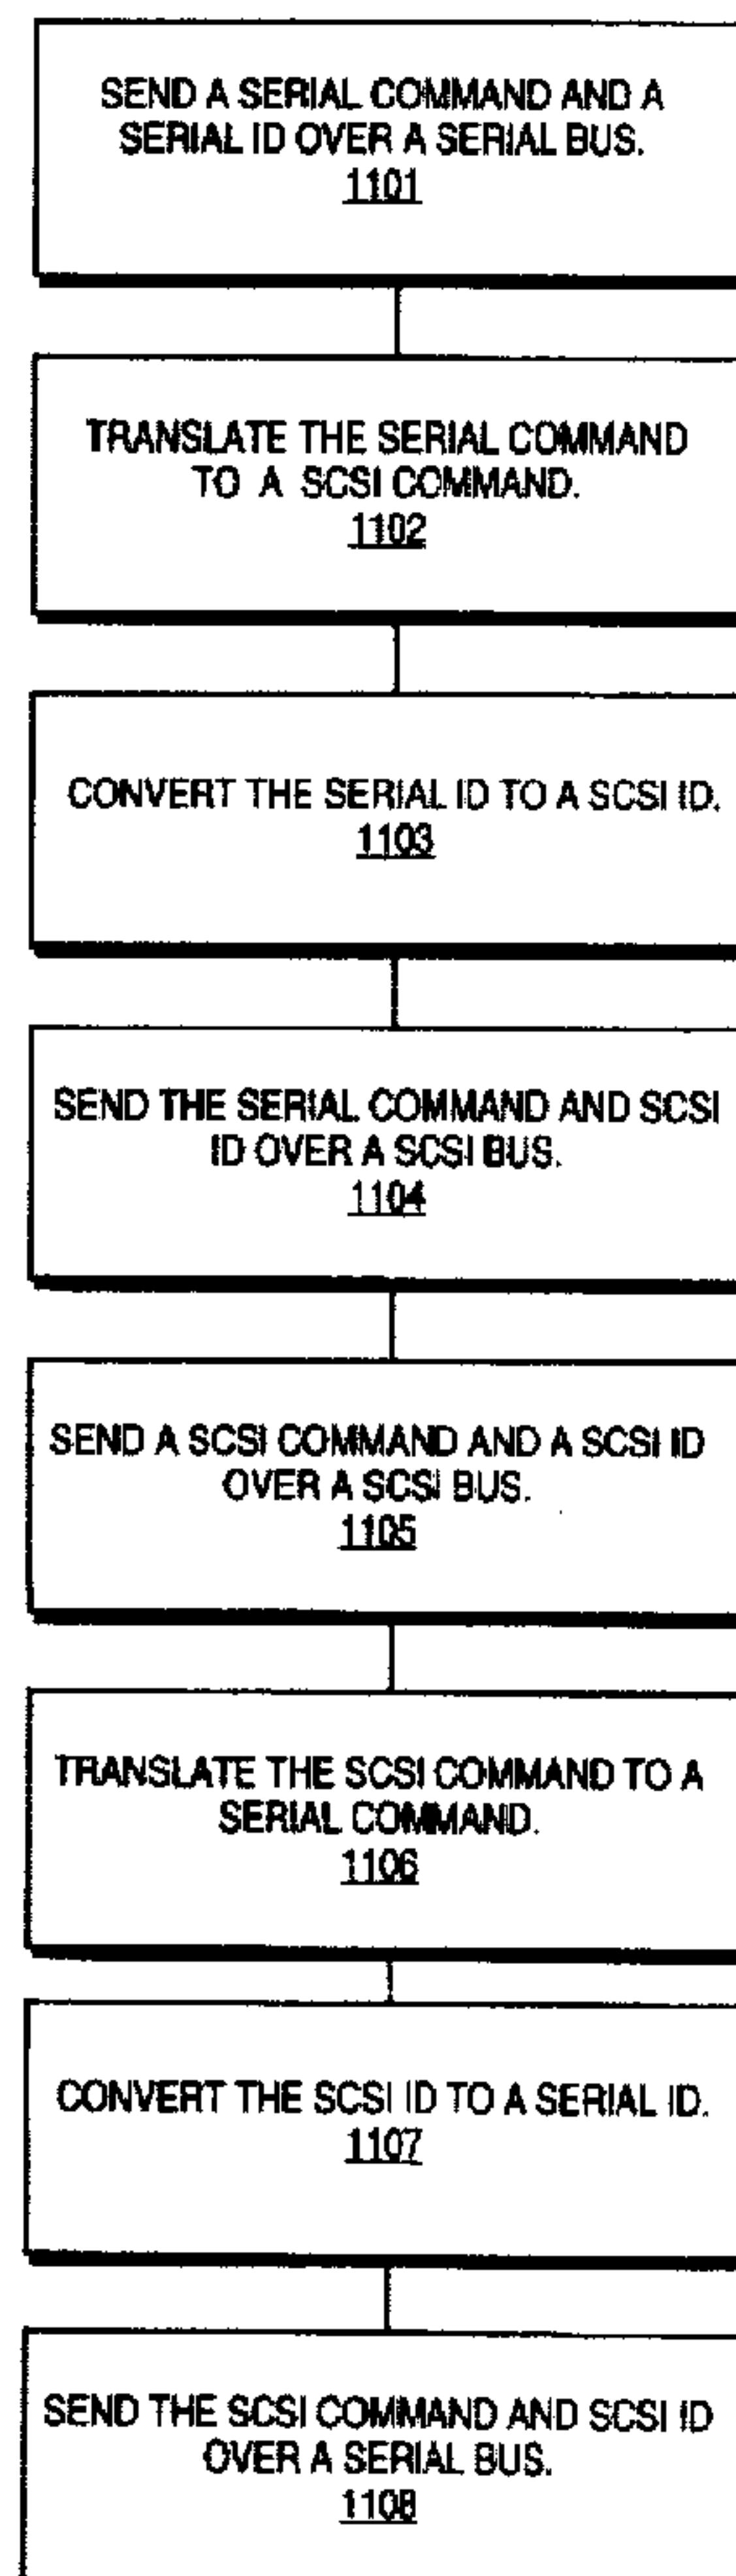 SEND A SERIAL COMMAND AND A
SERIAL ID OVER A SERIAL BUS.
1101
TRANSLATE THE SERIAL COMMAND
TO A SCSI COMMAND.
1102
CONVERT THE SERIAL ID TO A SCSI ID.
1103
SEND THE SERIAL COMMAND AND SCSI
ID OVER A SCSI BUS.
1104
SEND A SCSI COMMAND AND A SCSI ID
OVER A SCSI BUS.
1105
TRANSLATE THE SCSI COMMAND TO A
SERIAL COMMAND.
1106
CONVERT THE SCSI ID TO A SERIAL ID.
1107
SEND THE SCSI COMMAND AND SCSI ID
OVER A SERIAL BUS.
1108